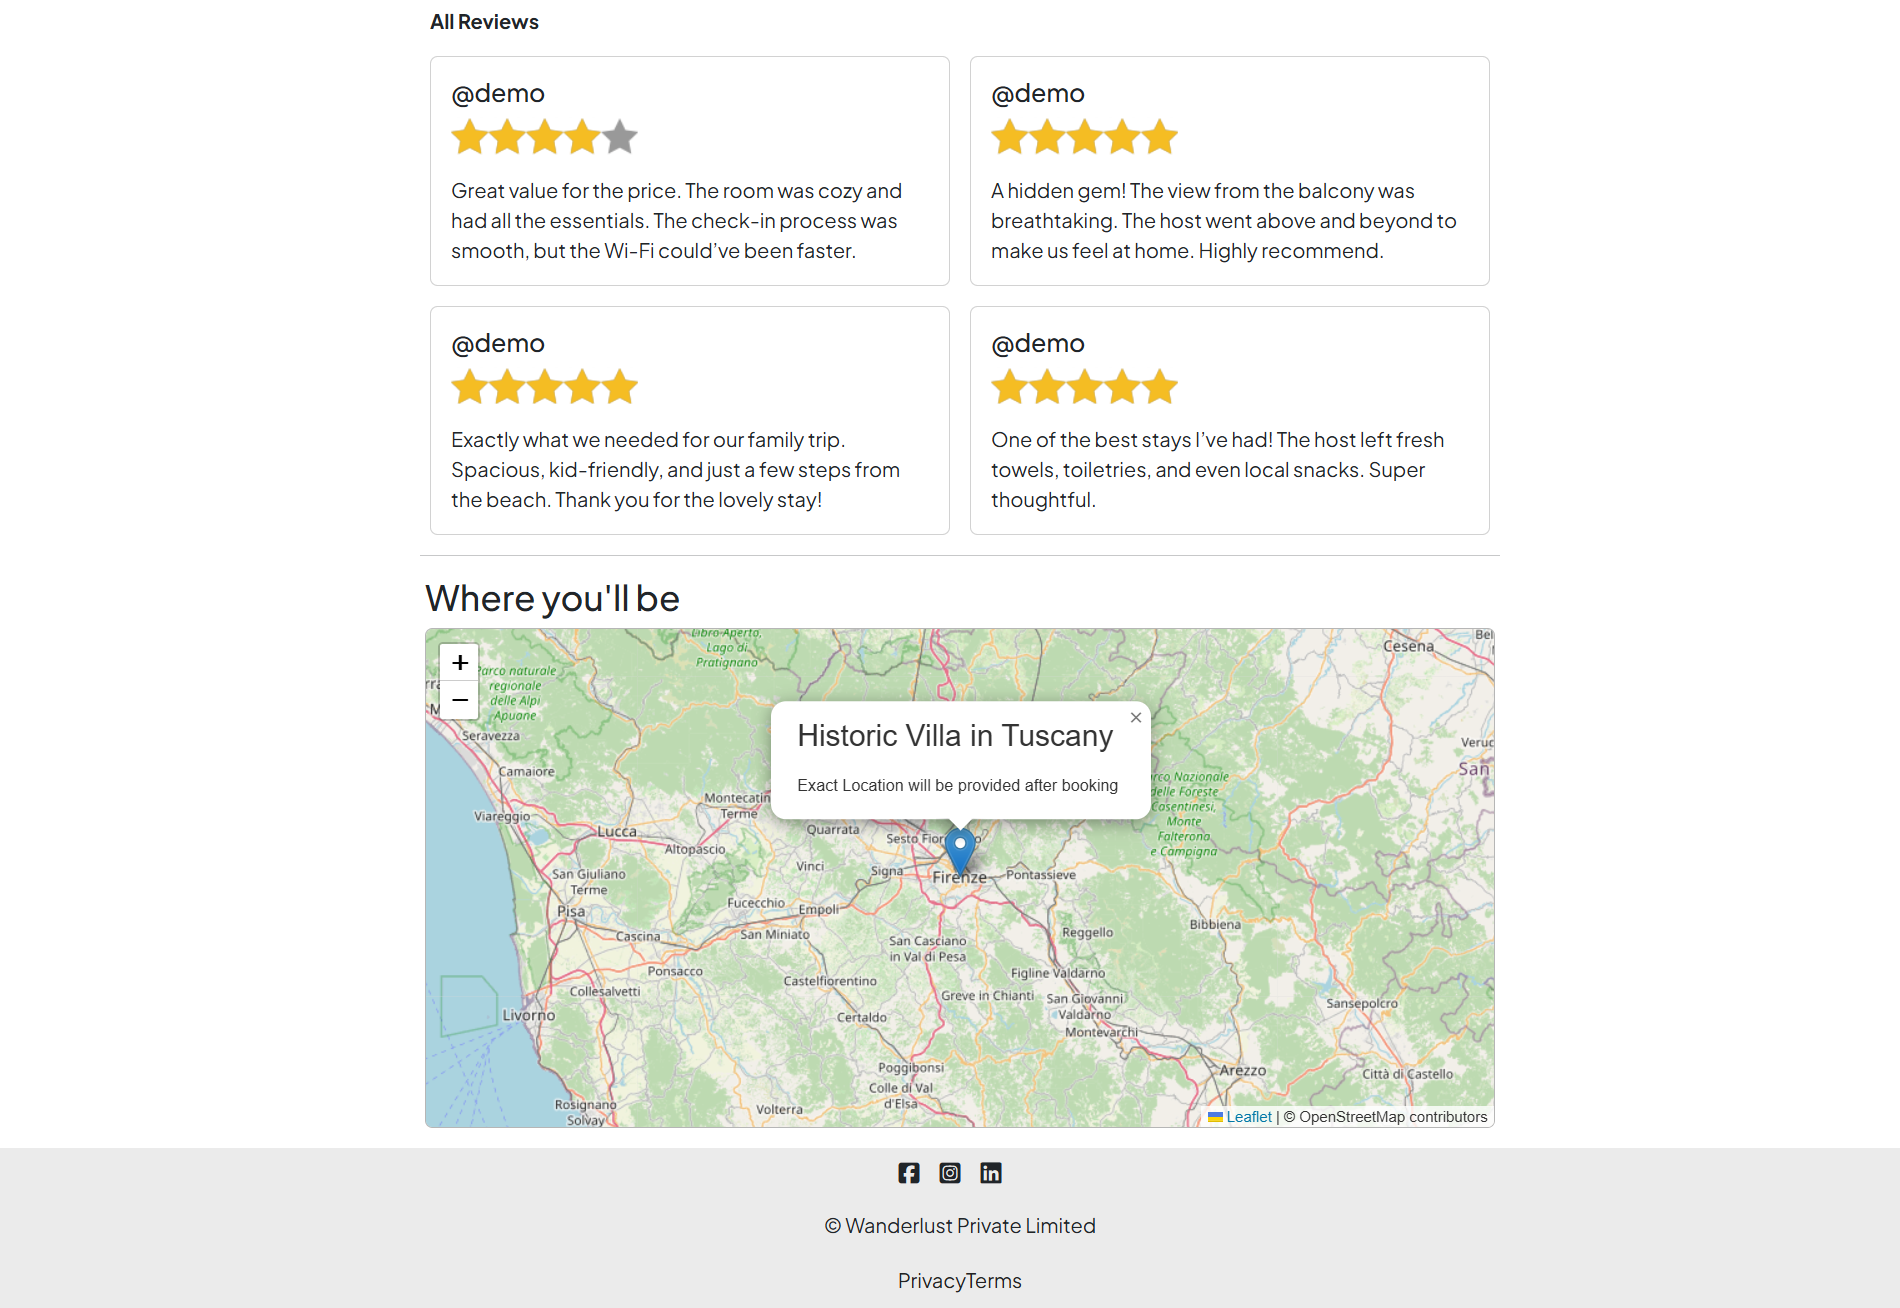 All Reviews
@demo
Great value for the price. The room was cozy and
had all the essentials. The check-in process was
smooth, but the Wi-Fi could’ve been faster.
@demo
A hidden gem! The view from the balcony was
breathtaking. The host went above and beyond to
make us feel at home. Highly recommend.
@demo
Exactly what we needed for our family trip.
Spacious, kid-friendly, and just a few steps from
the beach. Thank you for the lovely stay!
@demo
One of the best stays I’ve had! The host left fresh
towels, toiletries, and even local snacks. Super
thoughtful.
Where you'll be
+
−
Libro Aperto,
Lago di
Pratignano
Cesena
Bel
Parco naturale
regionale
delle Alpi
Apuane
Seravezza
Camaiore
Viareggio
Lucca
Montecatin
Terme
Altopascio
Quarrata
Historic Villa in Tuscany
×
Exact Location will be provided after booking
Sesto Fior
Firenze
Signa
Vinci
Pontassieve
rco Nazionale
delle Foreste
Casentinesi,
Monte
Falterona
e Campigna
Veruc
San
San Giuliano
Terme
Pisa
Fucecchio
Empoli
San Miniato
Cascina
Ponsacco
Collesalvetti
Livorno
San Casciano
in Val di Pesa
Reggello
Bibbiena
Castelfiorentino
Figline Valdarno
Greve in Chianti
San Giovanni
Valdarno
Montevarchi
Certaldo
Sansepolcro
Poggibonsi
Colle di Val
d'Elsa
Arezzo
Città di Castello
Volterra
Rosignano
Solvay
Leaflet | © OpenStreetMap contributors
© Wanderlust Private Limited
PrivacyTerms